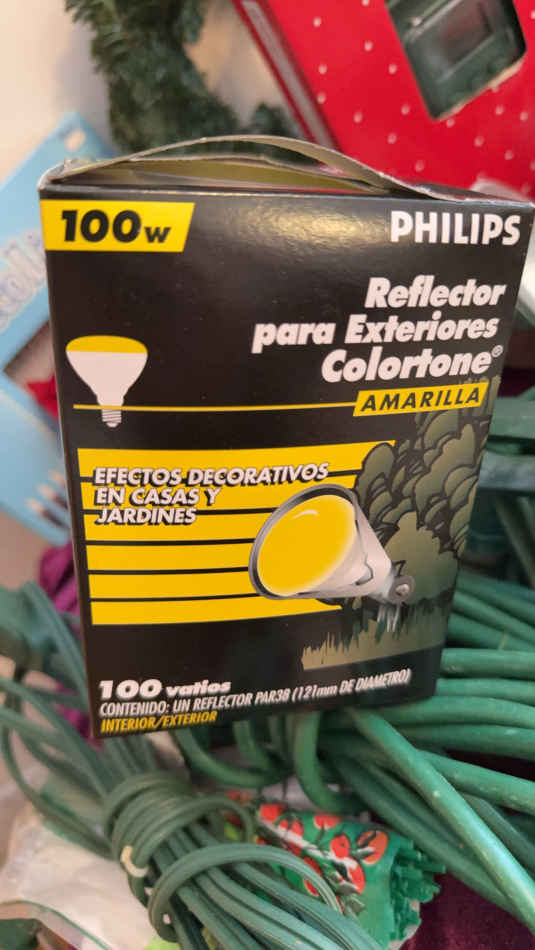 100w
PHILIPS
Reflector
para Exteriores
Colortone®
AMARILLA
EFECTOS DECORATIVOS
EN CASAS Y
JARDINES
100 vatios
CONTENIDO: UN REFLECTOR PAR38 (121mm DE DIAMETRO)
INTERIOR/EXTERIOR